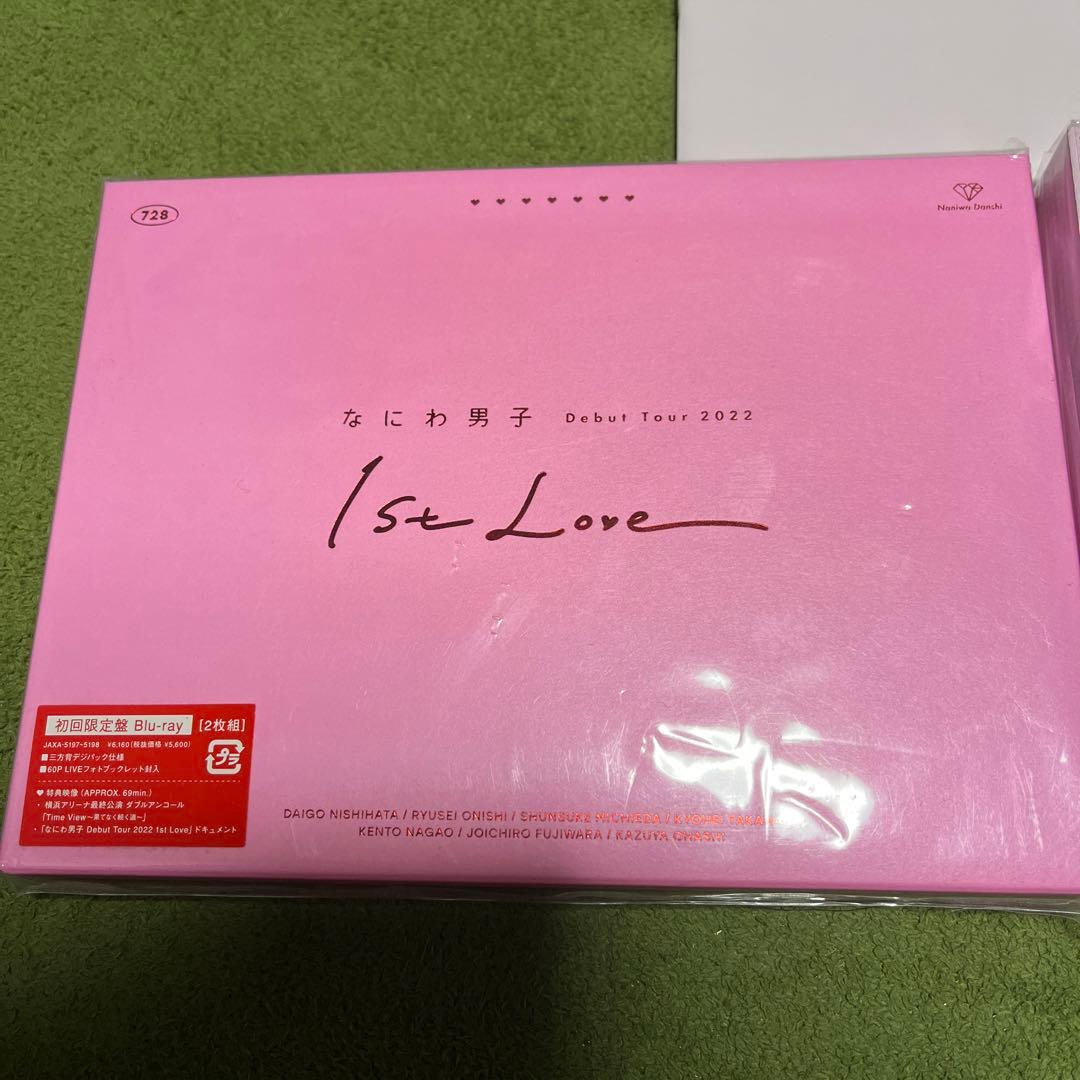 728
Naniwa Danshi
なにわ男子 Debut Tour 2022
1st Love
初回限定盤 Blu-ray [2枚組]
JAXA-5197~5198 ¥6,160(税抜価格 ¥5,600)
■三方背デジパック仕様
■60P LIVEフォトブックレット封入
プラ
♥ 特典映像 (APPROX. 69min.)
・横浜アリーナ最終公演 ダブルアンコール
「Time View〜果てなく続く道〜」
・「なにわ男子 Debut Tour 2022 1st Love」ドキュメント
DAIGO NISHIHATA / RYUSEI ONISHI / SHUNSUKE MICHIEDA / KYOHEI
KENTO NAGAO / JOICHIRO FUJIWARA / KAZUYA OHASHI